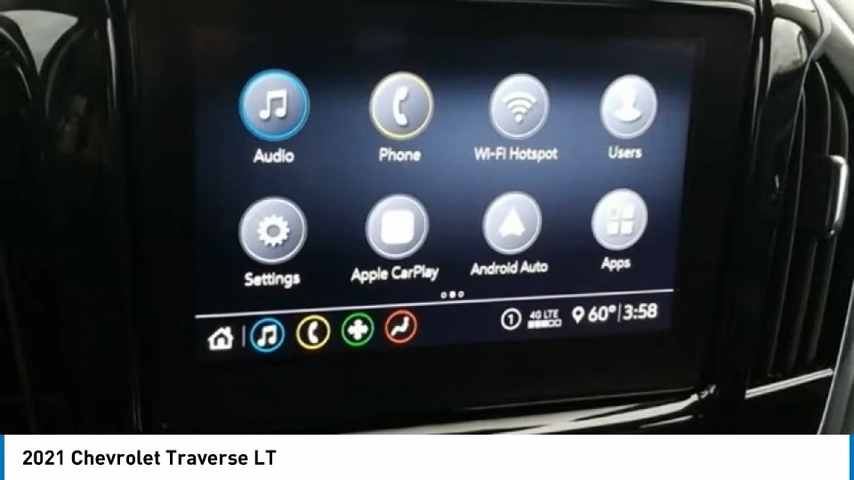 Audio Phone Wi-Fi Hotspot Users
Settings Apple CarPlay Android Auto Apps
1 4G LTE 60° 3:58
2021 Chevrolet Traverse LT